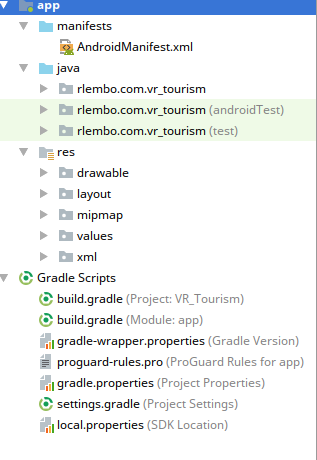 app
manifests
AndroidManifest.xml
java
rlembo.com.vr_tourism
rlembo.com.vr_tourism (androidTest)
rlembo.com.vr_tourism (test)
res
drawable
layout
mipmap
values
xml
Gradle Scripts
build.gradle (Project: VR_Tourism)
build.gradle (Module: app)
gradle-wrapper.properties (Gradle Version)
proguard-rules.pro (ProGuard Rules for app)
gradle.properties (Project Properties)
settings.gradle (Project Settings)
local.properties (SDK Location)